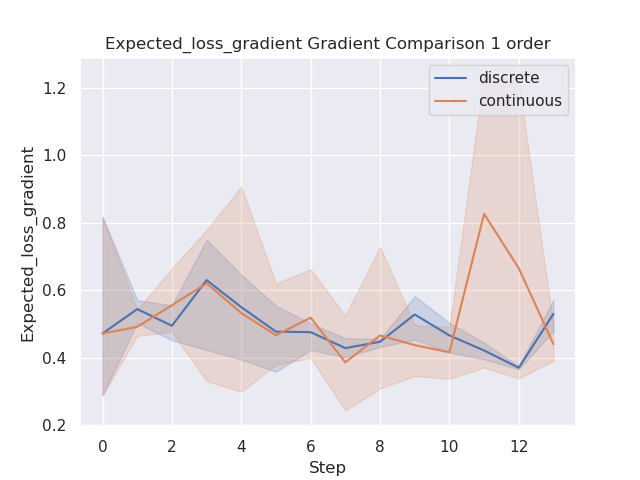 Expected_loss_gradient Gradient Comparison 1 order
discrete
continuous
Expected_loss_gradient
1.2
1.0
0.8
0.6
0.4
0.2
0 2 4 6 8 10 12
Step